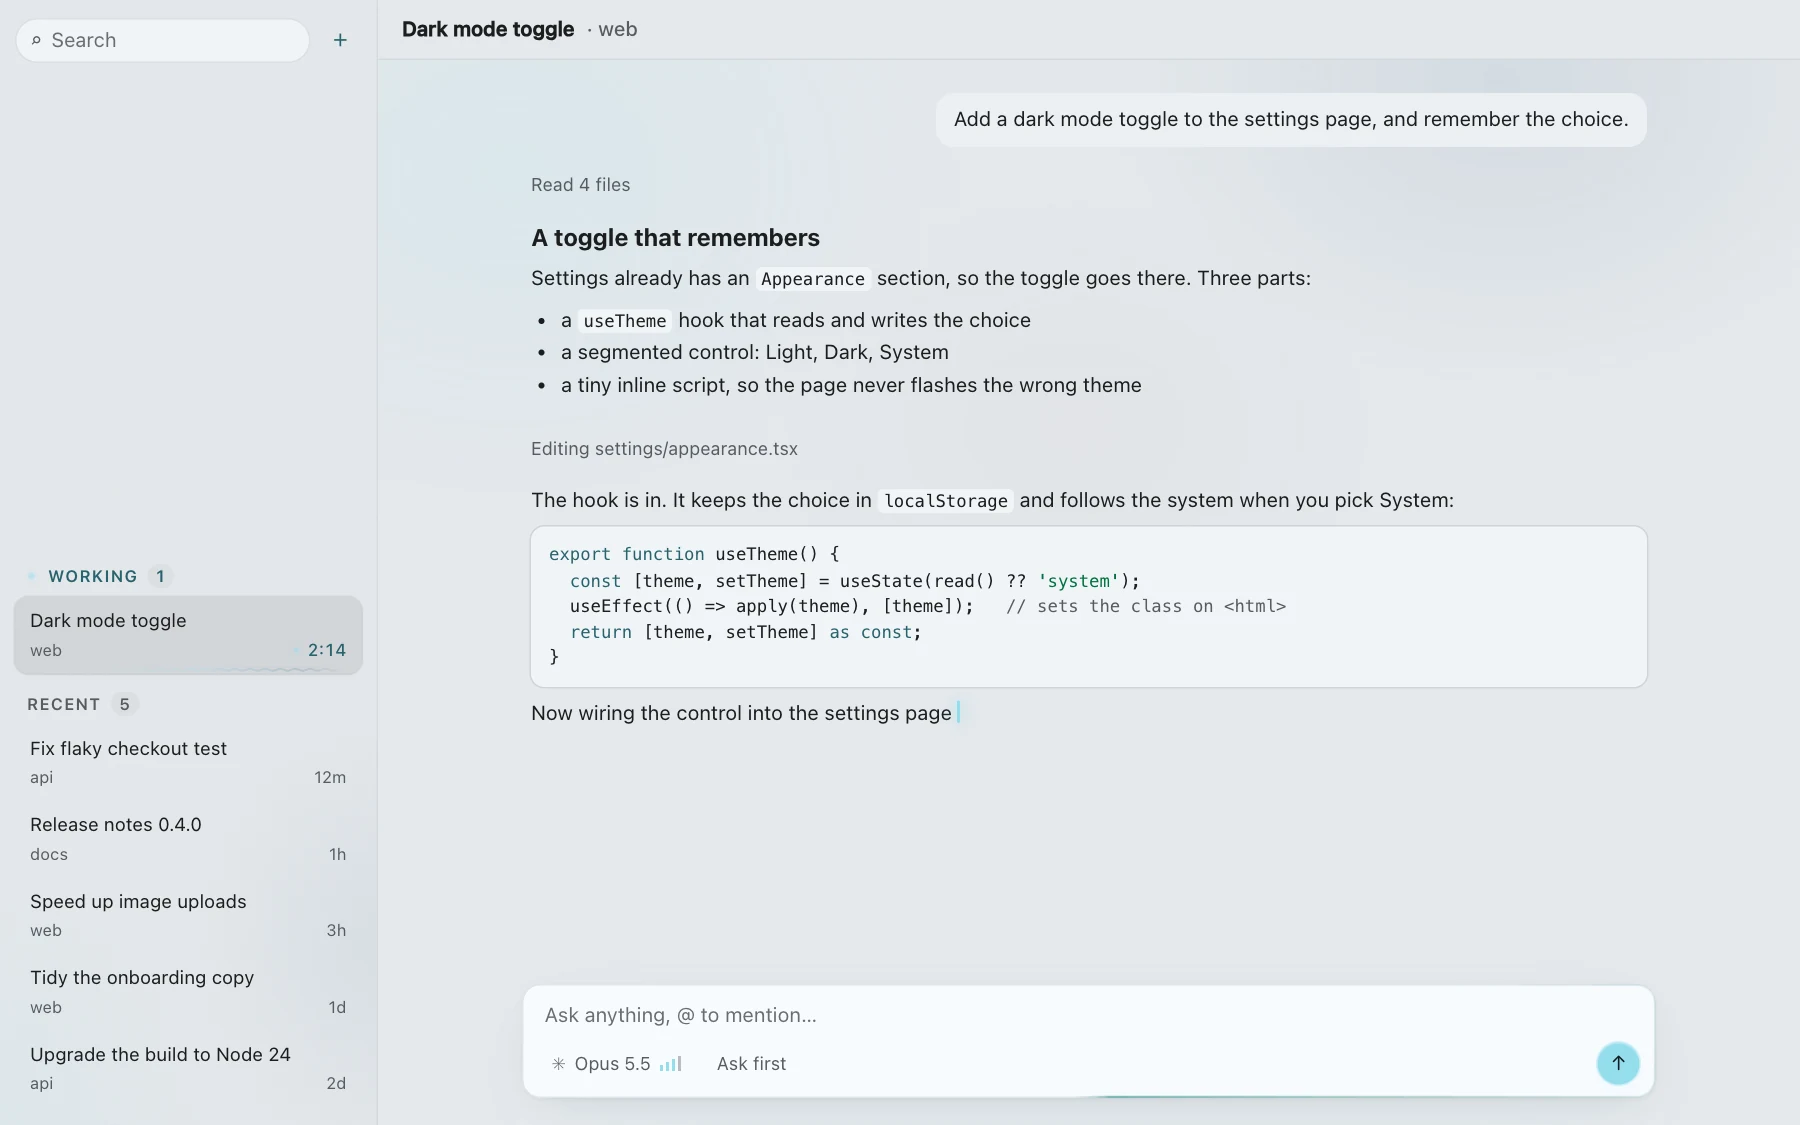 Search
+
WORKING 1
Dark mode toggle
web 2:14
RECENT 5
Fix flaky checkout test
api 12m
Release notes 0.4.0
docs 1h
Speed up image uploads
web 3h
Tidy the onboarding copy
web 1d
Upgrade the build to Node 24
api 2d
Dark mode toggle · web
Add a dark mode toggle to the settings page, and remember the choice.
Read 4 files
A toggle that remembers
Settings already has an Appearance section, so the toggle goes there. Three parts:
• a useTheme hook that reads and writes the choice
• a segmented control: Light, Dark, System
• a tiny inline script, so the page never flashes the wrong theme
Editing settings/appearance.tsx
The hook is in. It keeps the choice in localStorage and follows the system when you pick System:
export function useTheme() {
  const [theme, setTheme] = useState(read() ?? 'system');
  useEffect(() => apply(theme), [theme]);   // sets the class on <html>
  return [theme, setTheme] as const;
}
Now wiring the control into the settings page
Ask anything, @ to mention...
Opus 5.5 Ask first